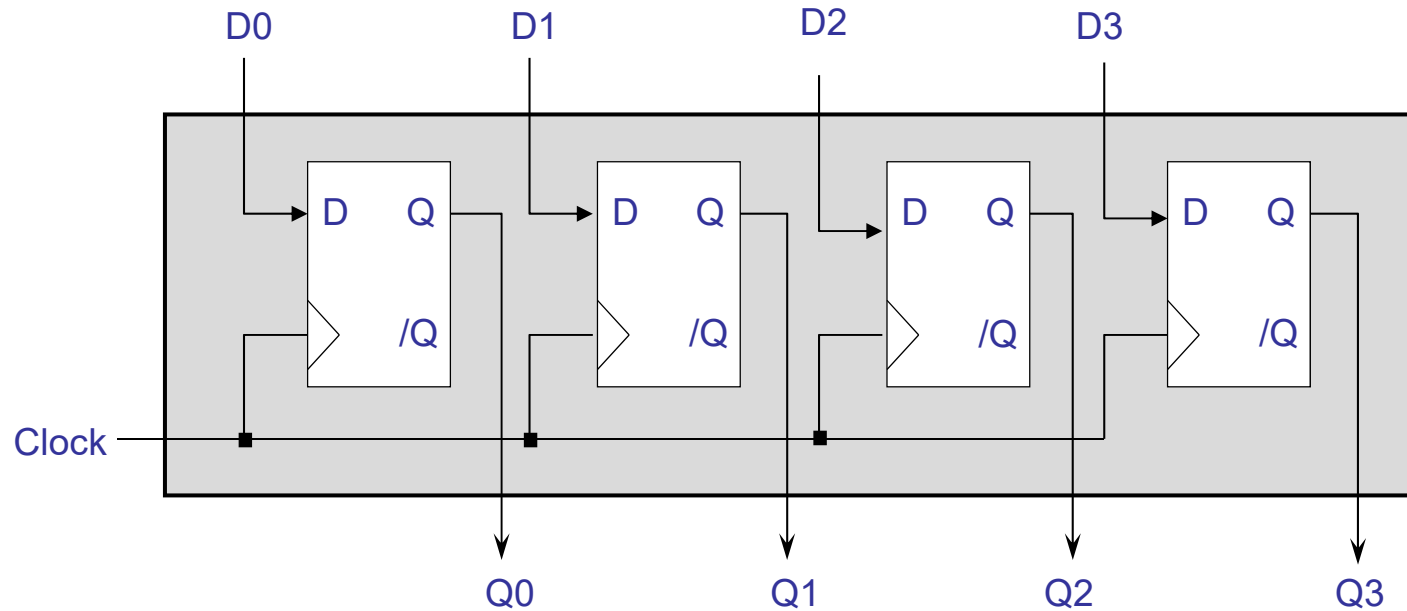 D0 D1 D2 D3
D Q D Q D Q D Q
/Q /Q /Q /Q
Clock
Q0 Q1 Q2 Q3